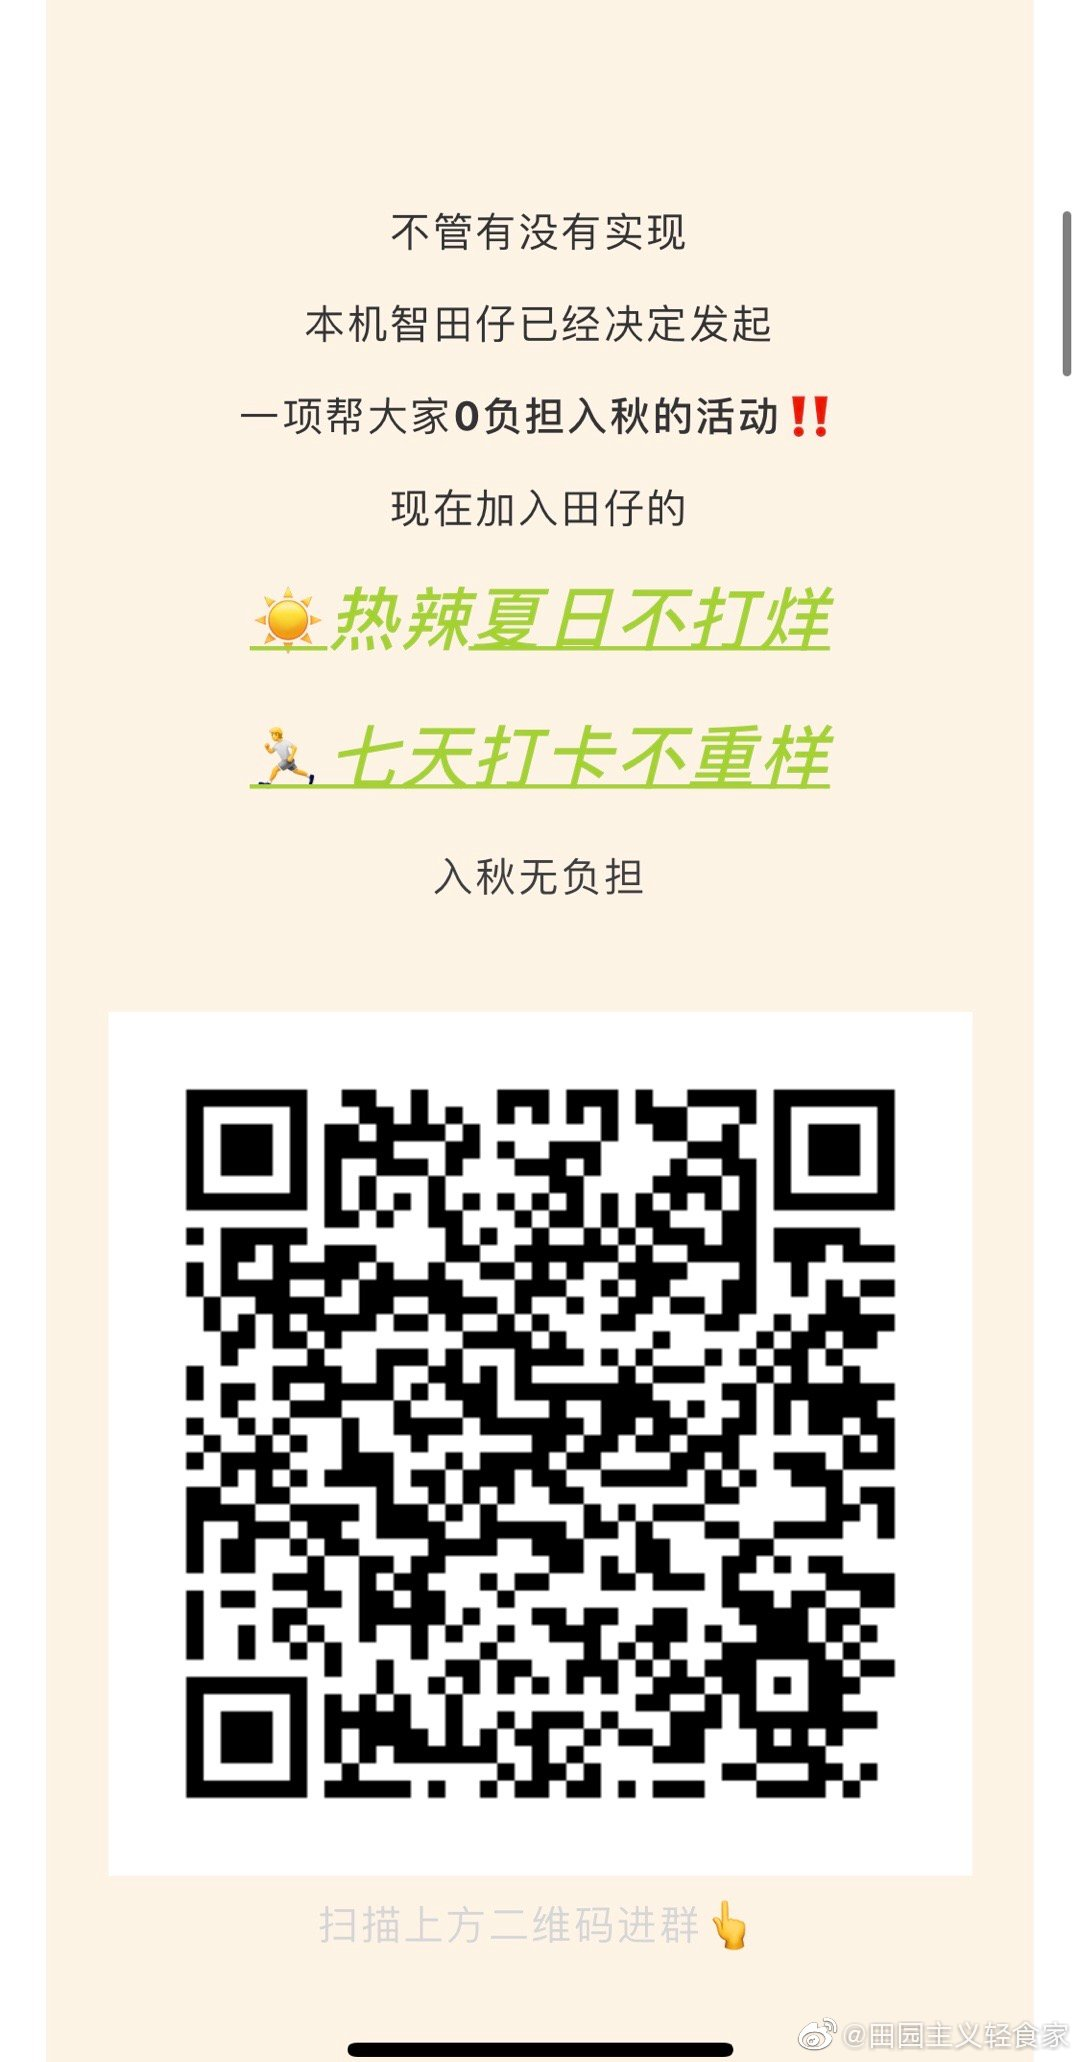 不管有没有实现
本机智田仔已经决定发起
一项帮大家0负担入秋的活动‼️
现在加入田仔的
☀️热辣夏日不打烊
🏃七天打卡不重样
入秋无负担
扫描上方二维码进群👆
@田园主义轻食家